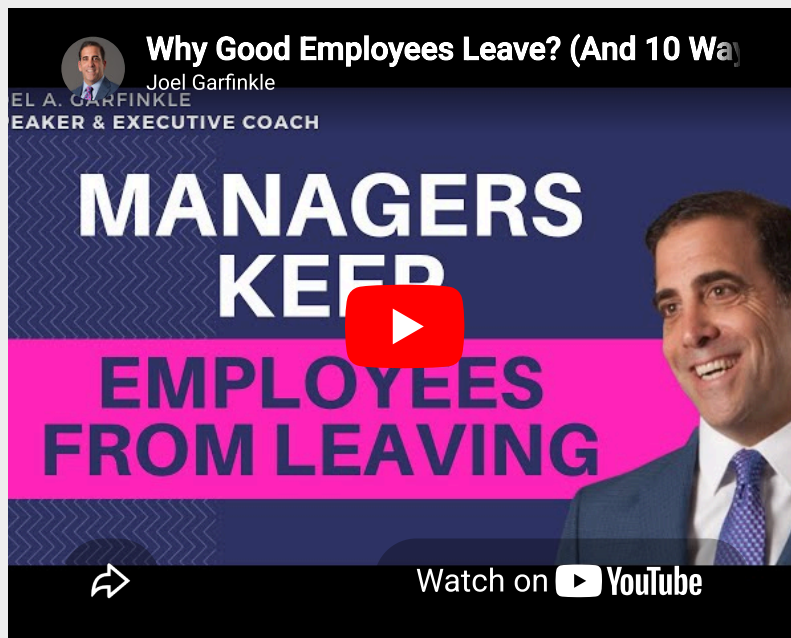 Why Good Employees Leave? (And 10 Way
Joel Garfinkle
EL A. GARFINKLE
EAKER & EXECUTIVE COACH
MANAGERS
KEEP
EMPLOYEES
FROM LEAVING
Watch on YouTube